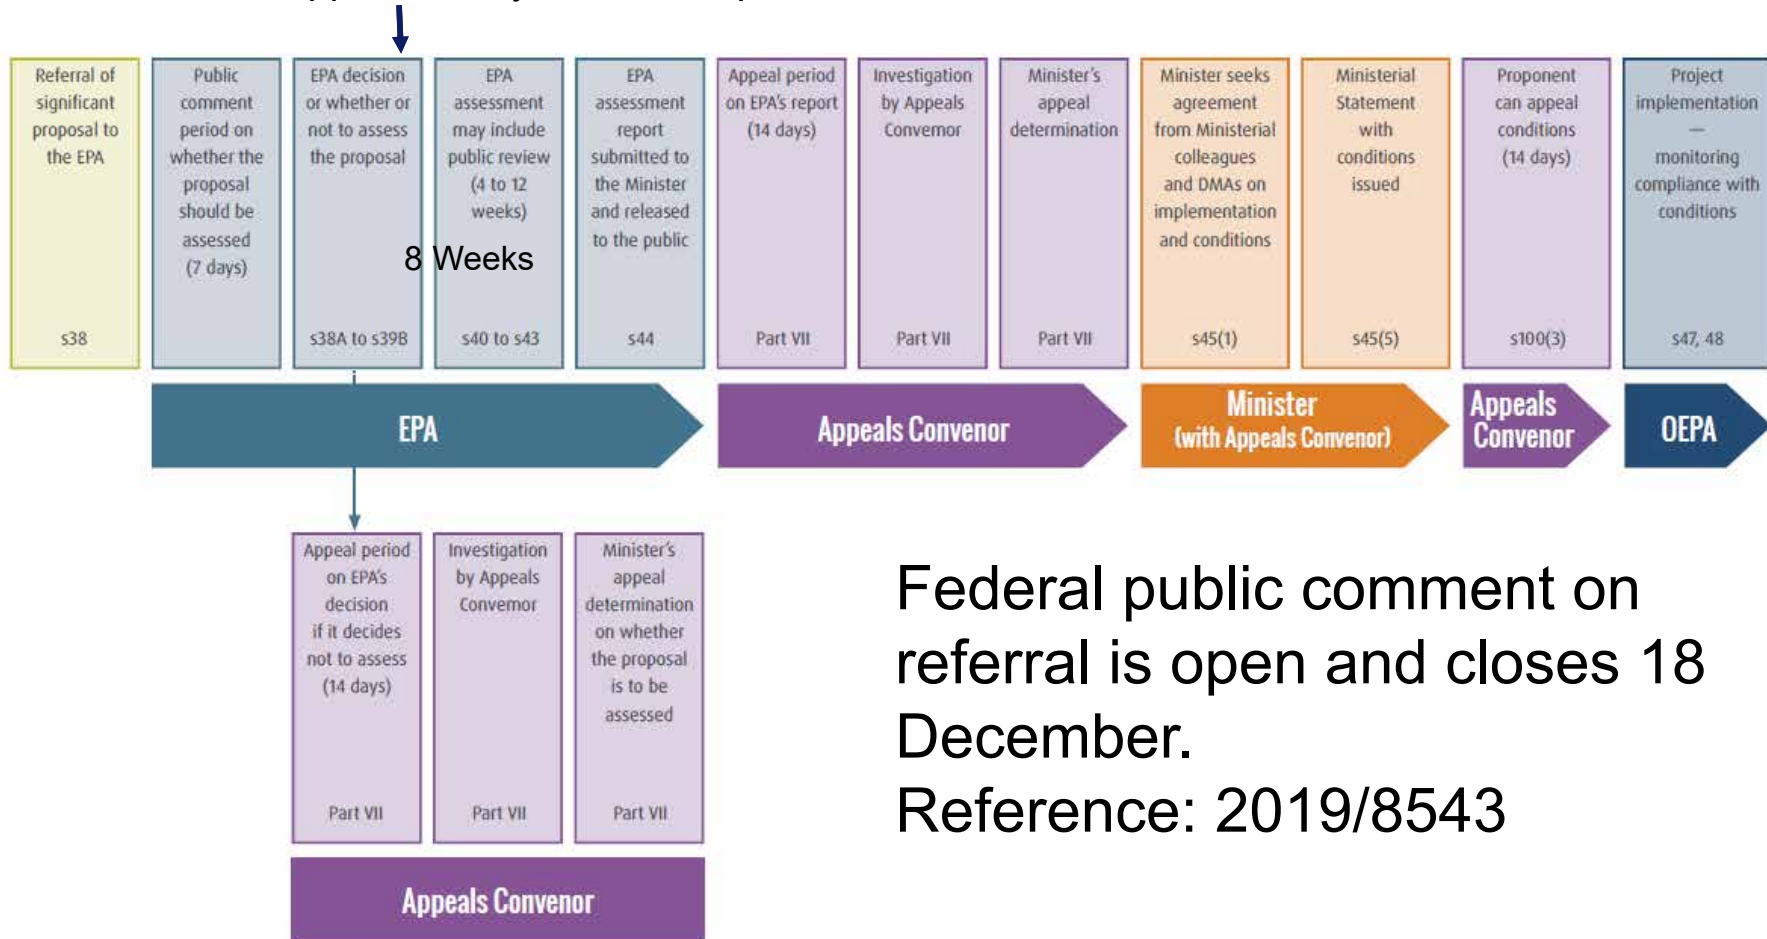 Referral of
significant
proposal to
the EPA
s38
Public
comment
period on
whether the
proposal
should be
assessed
(7 days)
EPA decision
or whether or
not to assess
the proposal
s38A to s39B
EPA
assessment
may include
public review
(4 to 12
weeks)
8 Weeks
s40 to s43
EPA
assessment
report
submitted to
the Minister
and released
to the public
s44
Appeal period
on EPA's report
(14 days)
Part VII
Investigation
by Appeals
Convemor
Part VII
Minister's
appeal
determination
Part VII
Minister seeks
agreement
from Ministerial
colleagues
and DMAs on
implementation
and conditions
s45(1)
Ministerial
Statement
with
conditions
issued
s45(5)
Proponent
can appeal
conditions
(14 days)
s100(3)
Project
implementation
—
monitoring
compliance with
conditions
s47, 48
EPA
Appeals Convenor
Minister
(with Appeals Convenor)
Appeals
Convenor
OEPA
Appeal period
on EPA's
decision
if it decides
not to assess
(14 days)
Part VII
Investigation
by Appeals
Convemor
Part VII
Minister's
appeal
determination
on whether
the proposal
is to be
assessed
Part VII
Appeals Convenor
Federal public comment on
referral is open and closes 18
December.
Reference: 2019/8543